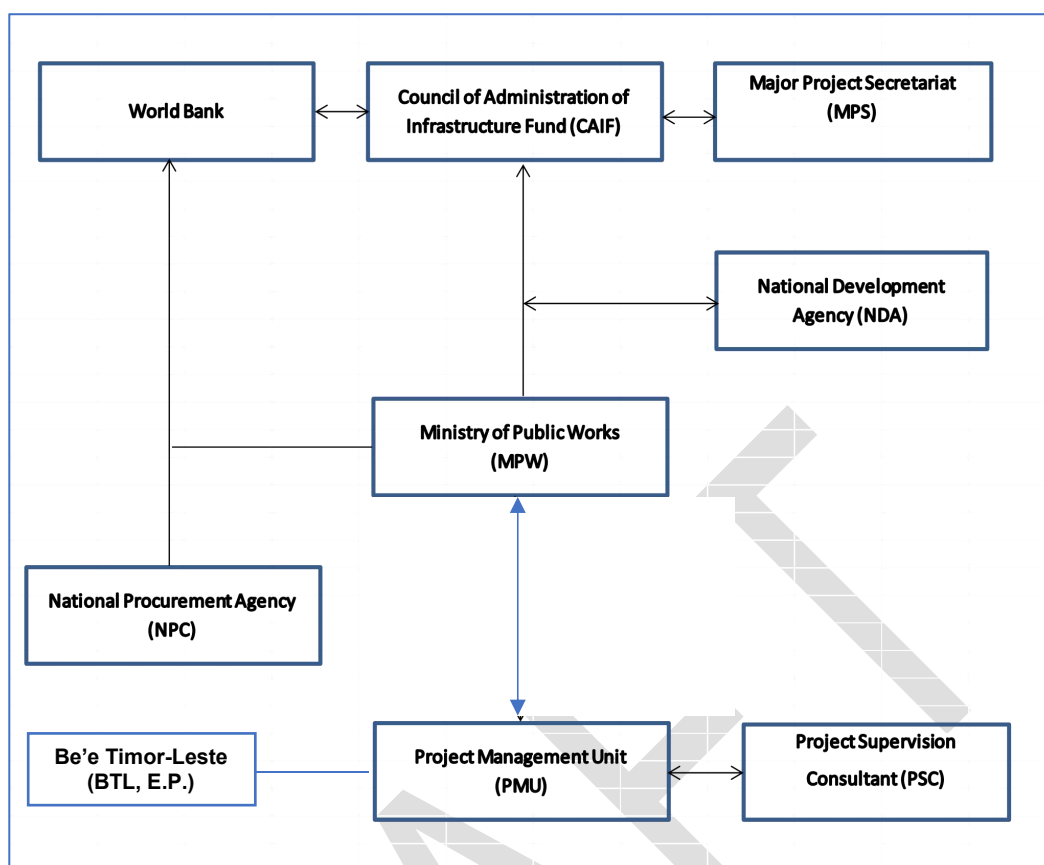 World Bank
Council of Administration of
Infrastructure Fund (CAIF)
Major Project Secretariat
(MPS)
National Development
Agency (NDA)
Ministry of Public Works
(MPW)
National Procurement Agency
(NPC)
Be’e Timor-Leste
(BTL, E.P.)
Project Management Unit
(PMU)
Project Supervision
Consultant (PSC)